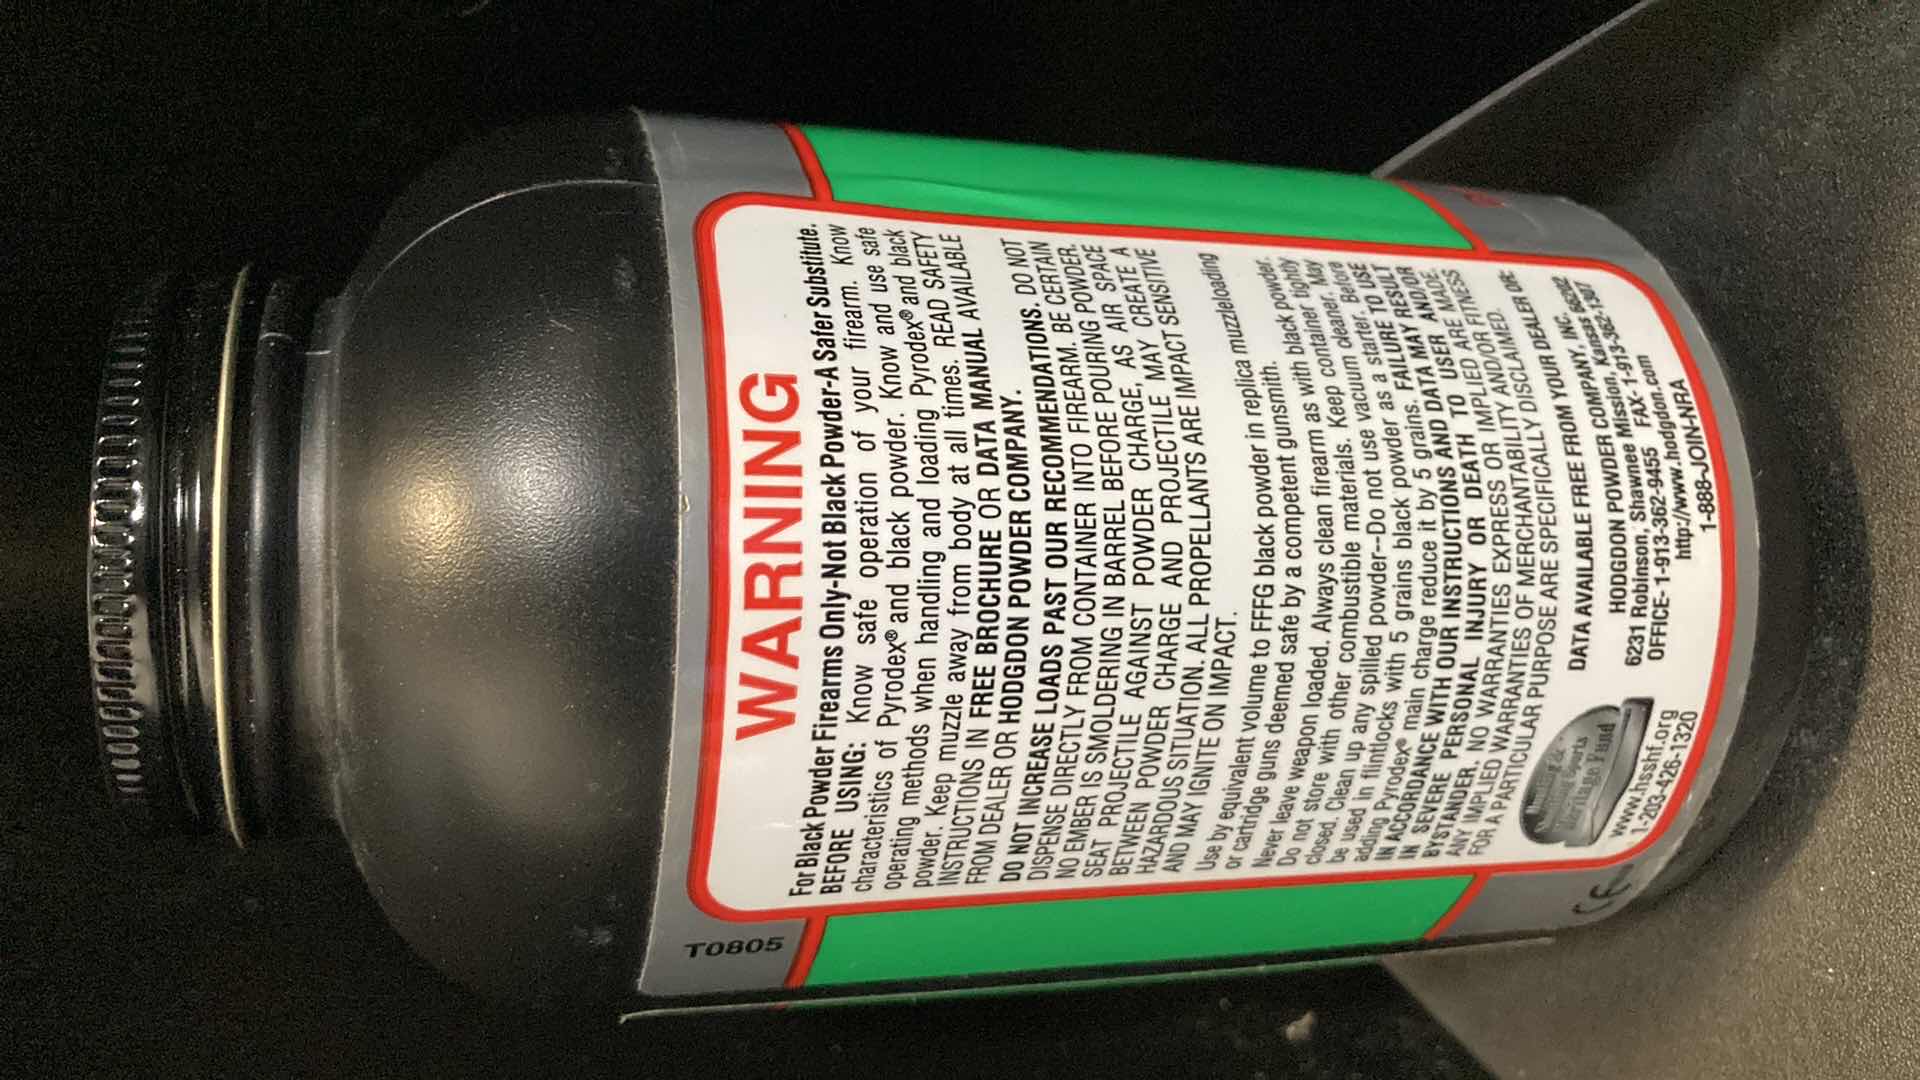 WARNING
For Black Powder Firearms Only-Not Black Powder-A Safer Substitute.
BEFORE USING: Know safe operation of your firearm. Know
characteristics of Pyrodex® and black powder. Know and use safe
operating methods when handling and loading Pyrodex® and black
powder. Keep muzzle away from body at all times. READ SAFETY
INSTRUCTIONS IN FREE BROCHURE OR DATA MANUAL AVAILABLE
FROM DEALER OR HODGDON POWDER COMPANY.
DO NOT INCREASE LOADS PAST OUR RECOMMENDATIONS. DO NOT
DISPENSE DIRECTLY FROM CONTAINER INTO FIREARM. BE CERTAIN
NO EMBER IS SMOLDERING IN BARREL BEFORE POURING POWDER.
SEAT PROJECTILE AGAINST POWDER CHARGE, AS AIR SPACE
BETWEEN POWDER CHARGE AND PROJECTILE MAY CREATE A
HAZARDOUS SITUATION. ALL PROPELLANTS ARE IMPACT SENSITIVE
AND MAY IGNITE ON IMPACT.
Use by equivalent volume to FFFG black powder in replica muzzleloading
or cartridge guns deemed safe by a competent gunsmith.
Never leave weapon loaded. Always clean firearm as with black powder.
Do not store with other combustible materials. Keep container tightly
closed. Clean up any spilled powder--Do not use vacuum cleaner. May
be used in flintlocks with 5 grains black powder as a starter. Before
adding Pyrodex® main charge reduce it by 5 grains. FAILURE TO USE
IN ACCORDANCE WITH OUR INSTRUCTIONS AND DATA MAY RESULT
IN SEVERE PERSONAL INJURY OR DEATH TO USER AND/OR
BYSTANDER. NO WARRANTIES EXPRESS OR IMPLIED ARE MADE.
ANY IMPLIED WARRANTIES OF MERCHANTABILITY AND/OR FITNESS
FOR A PARTICULAR PURPOSE ARE SPECIFICALLY DISCLAIMED.
DATA AVAILABLE FREE FROM YOUR DEALER OR:
HODGDON POWDER COMPANY, INC.
6231 Robinson, Shawnee Mission, Kansas 66202
OFFICE- 1-913-362-9455 FAX- 1-913-362-1307
http://www.hodgdon.com
1-888-JOIN-NRA
Hunting &
Shooting Sports
Heritage Fund
www.hsshf.org
1-203-426-1320
T0805
CE